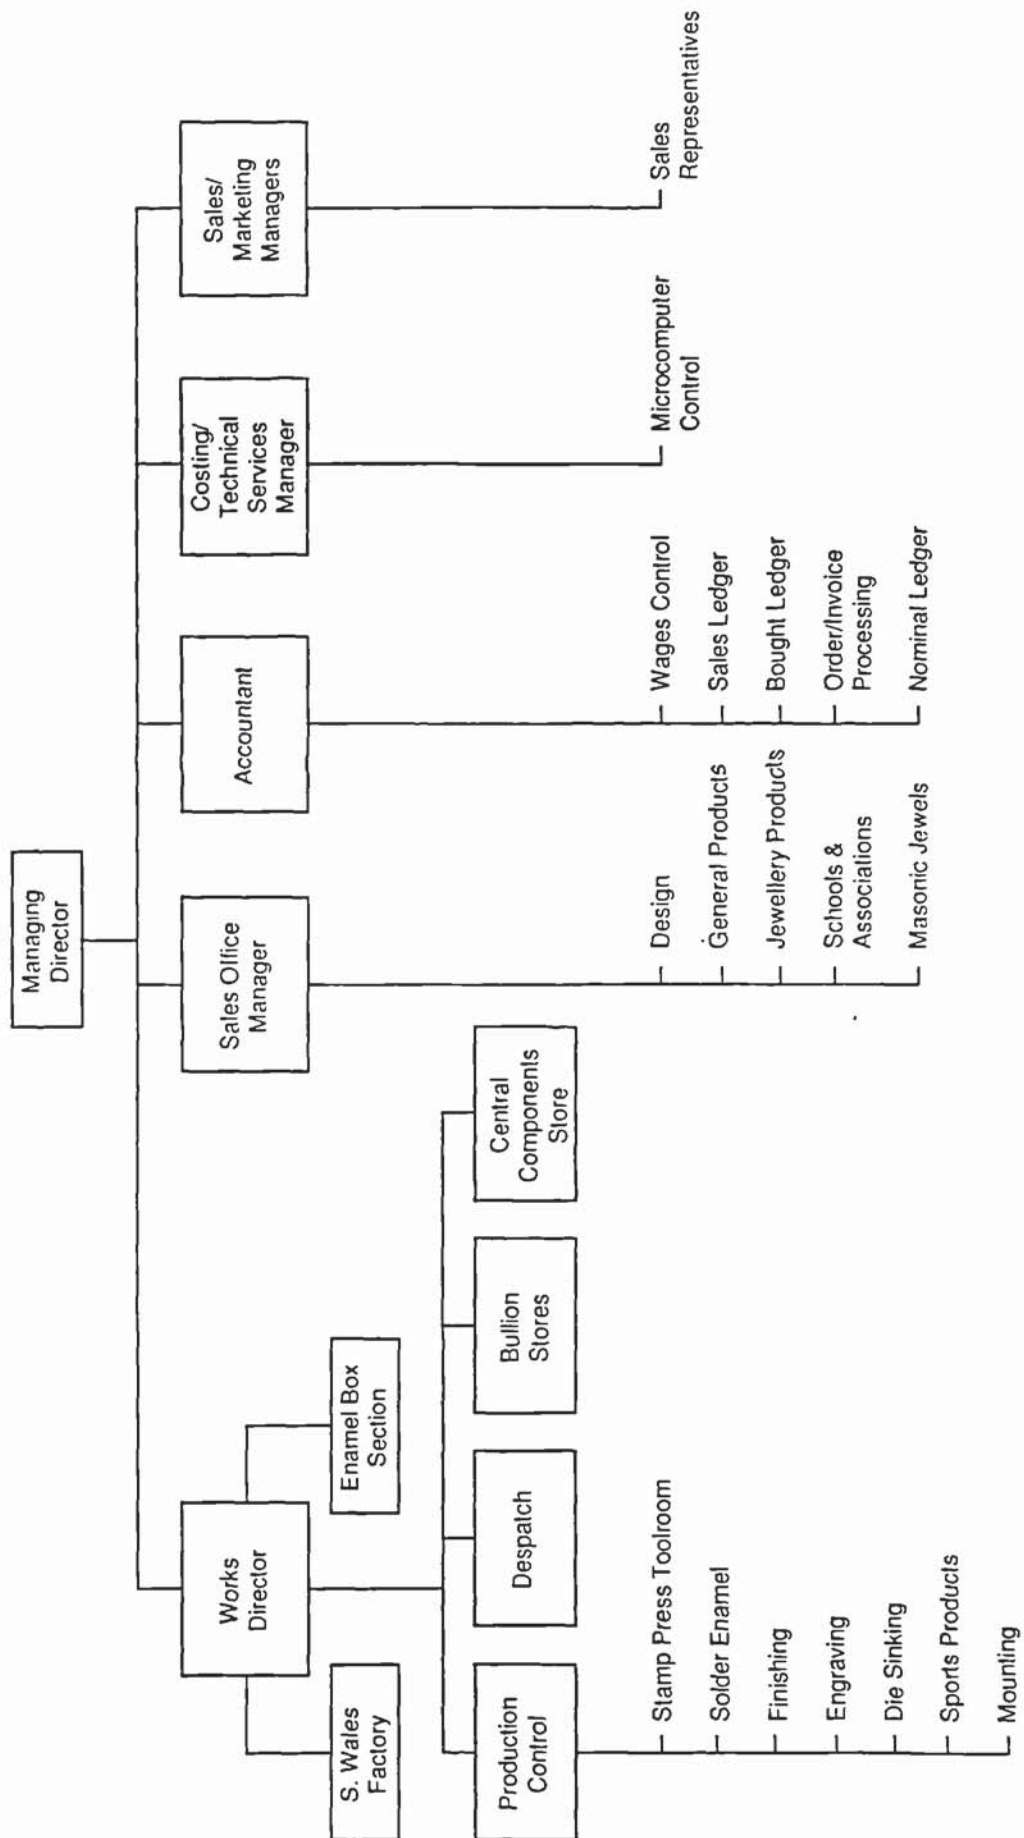 Managing
Director
Works
Director
Sales Office
Manager
Accountant
Costing/
Technical
Services
Manager
Sales/
Marketing
Managers
S. Wales
Factory
Enamel Box
Section
Production
Control
Despatch
Bullion
Stores
Central
Components
Store
Stamp Press Toolroom
Solder Enamel
Finishing
Engraving
Die Sinking
Sports Products
Mounting
Design
General Products
Jewellery Products
Schools &
Associations
Masonic Jewels
Wages Control
Sales Ledger
Bought Ledger
Order/Invoice
Processing
Nominal Ledger
Microcomputer
Control
Sales
Representatives